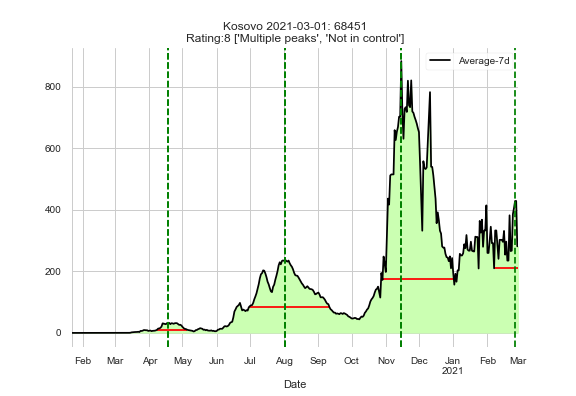 Kosovo 2021-03-01: 68451
Rating:8 ['Multiple peaks', 'Not in control']
Average-7d
800
600
400
200
0
Feb Mar Apr May Jun Jul Aug Sep Oct Nov Dec Jan Feb Mar
2021
Date